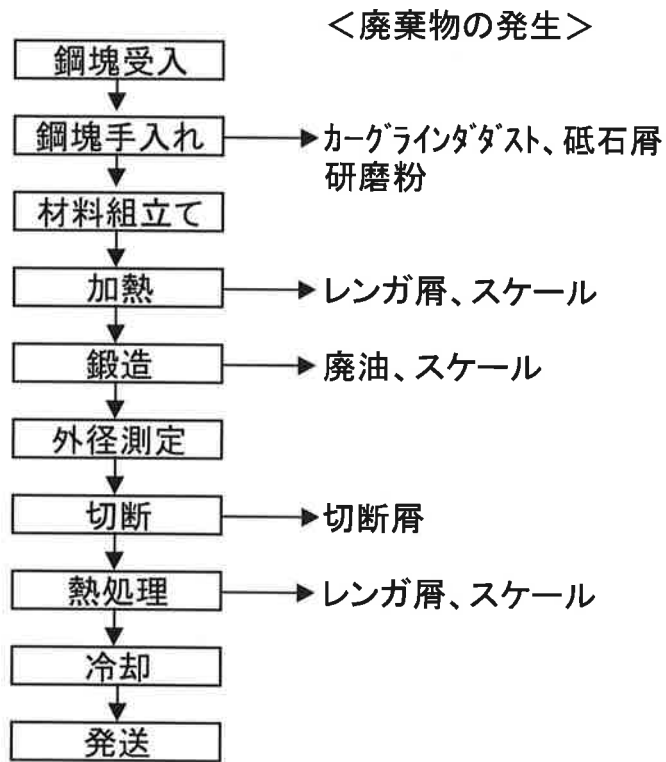 ＜廃棄物の発生＞
鋼塊受入
鋼塊手入れ
ｶｰｸﾞﾗｲﾝﾀﾞﾀﾞｽﾄ、砥石屑
研磨粉
材料組立て
加熱
レンガ屑、スケール
鍛造
廃油、スケール
外径測定
切断
切断屑
熱処理
レンガ屑、スケール
冷却
発送